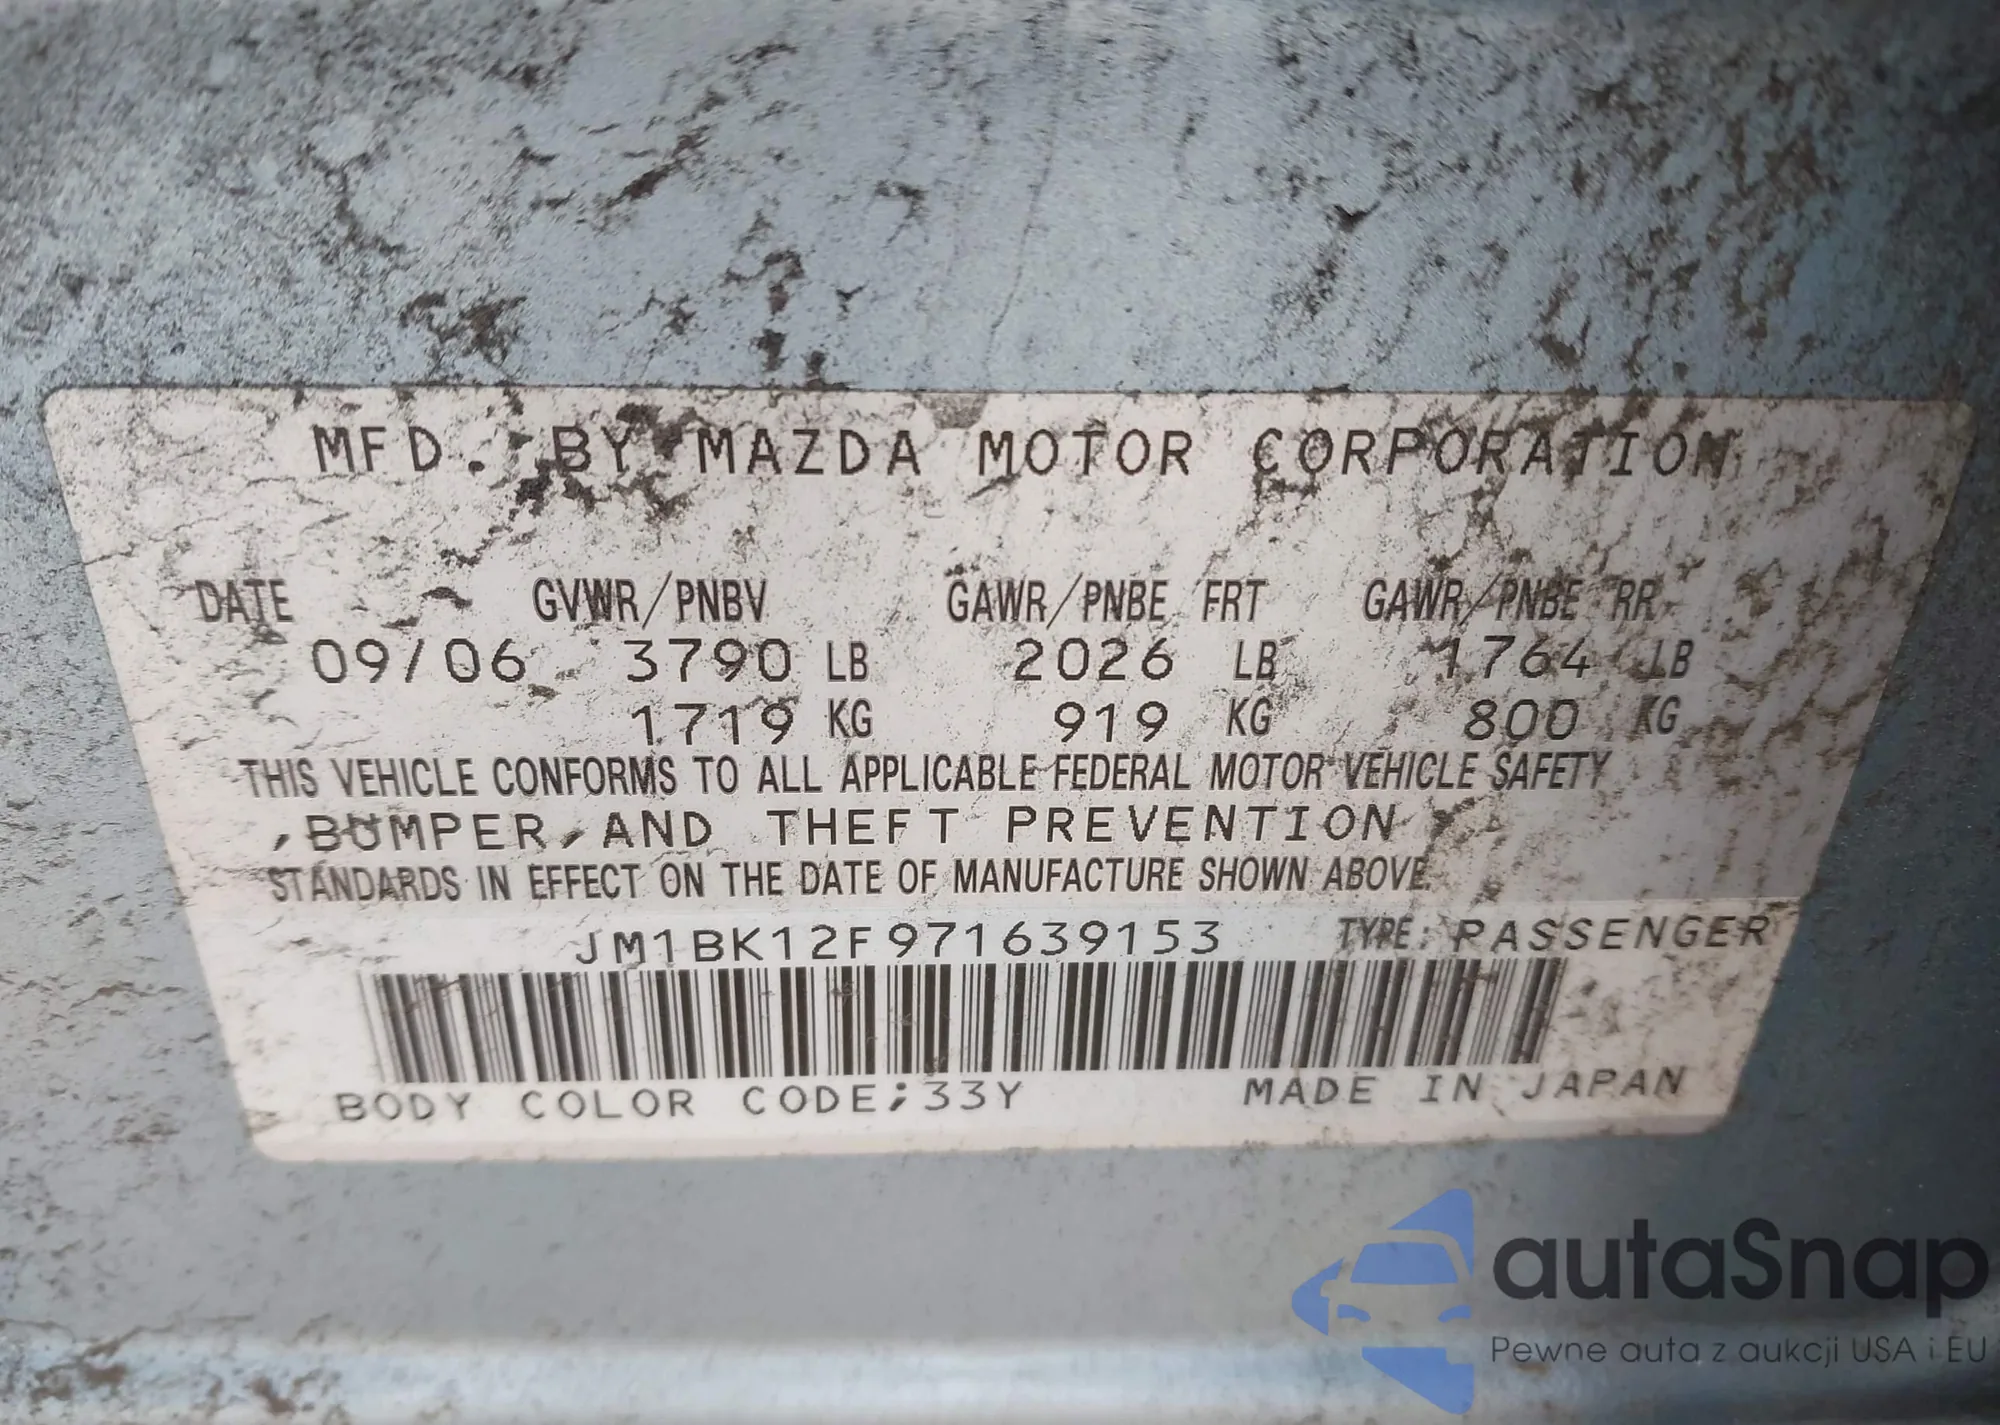 MFD. BY MAZDA MOTOR CORPORATION
DATE GVWR/PNBV GAWR/PNBE FRT GAWR/PNBE RR
09/06 3790 LB 2026 LB 1764 LB
1719 KG 919 KG 800 KG
THIS VEHICLE CONFORMS TO ALL APPLICABLE FEDERAL MOTOR VEHICLE SAFETY
,BUMPER,AND THEFT PREVENTION
STANDARDS IN EFFECT ON THE DATE OF MANUFACTURE SHOWN ABOVE.
JM1BK12F971639153 TYPE: PASSENGER
BODY COLOR CODE;33Y MADE IN JAPAN
autaSnap
Pewne auta z aukcji USA i EU